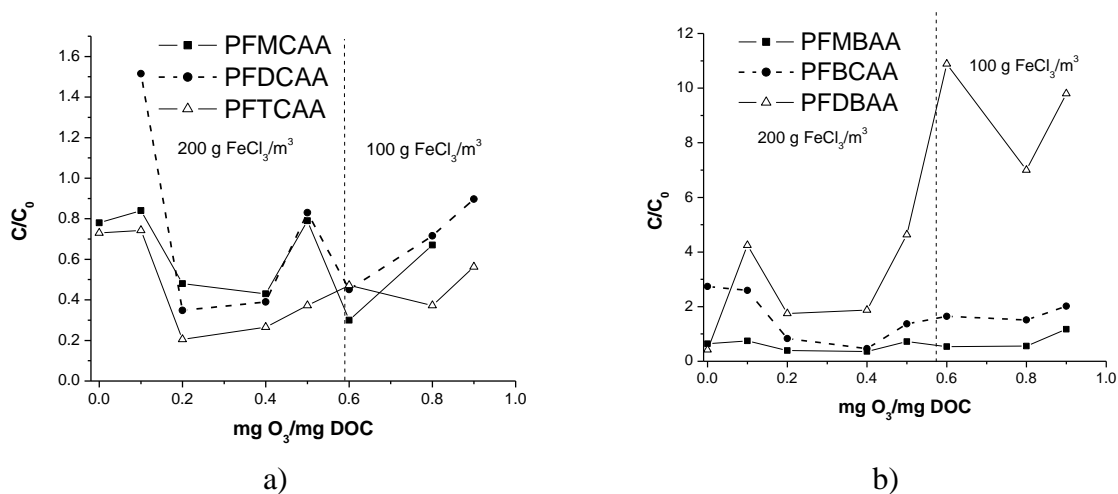 PFMCAA
PFDCAA
PFTCAA
200 g FeCl₃/m³
100 g FeCl₃/m³
1.6
1.4
1.2
1.0
0.8
0.6
0.4
0.2
0.0
C/C₀
0.0 0.2 0.4 0.6 0.8 1.0
mg O₃/mg DOC
a)
PFMBAA
PFBCAA
PFDBAA
100 g FeCl₃/m³
200 g FeCl₃/m³
12
10
8
6
4
2
0
C/C₀
0.0 0.2 0.4 0.6 0.8 1.0
mg O₃/mg DOC
b)